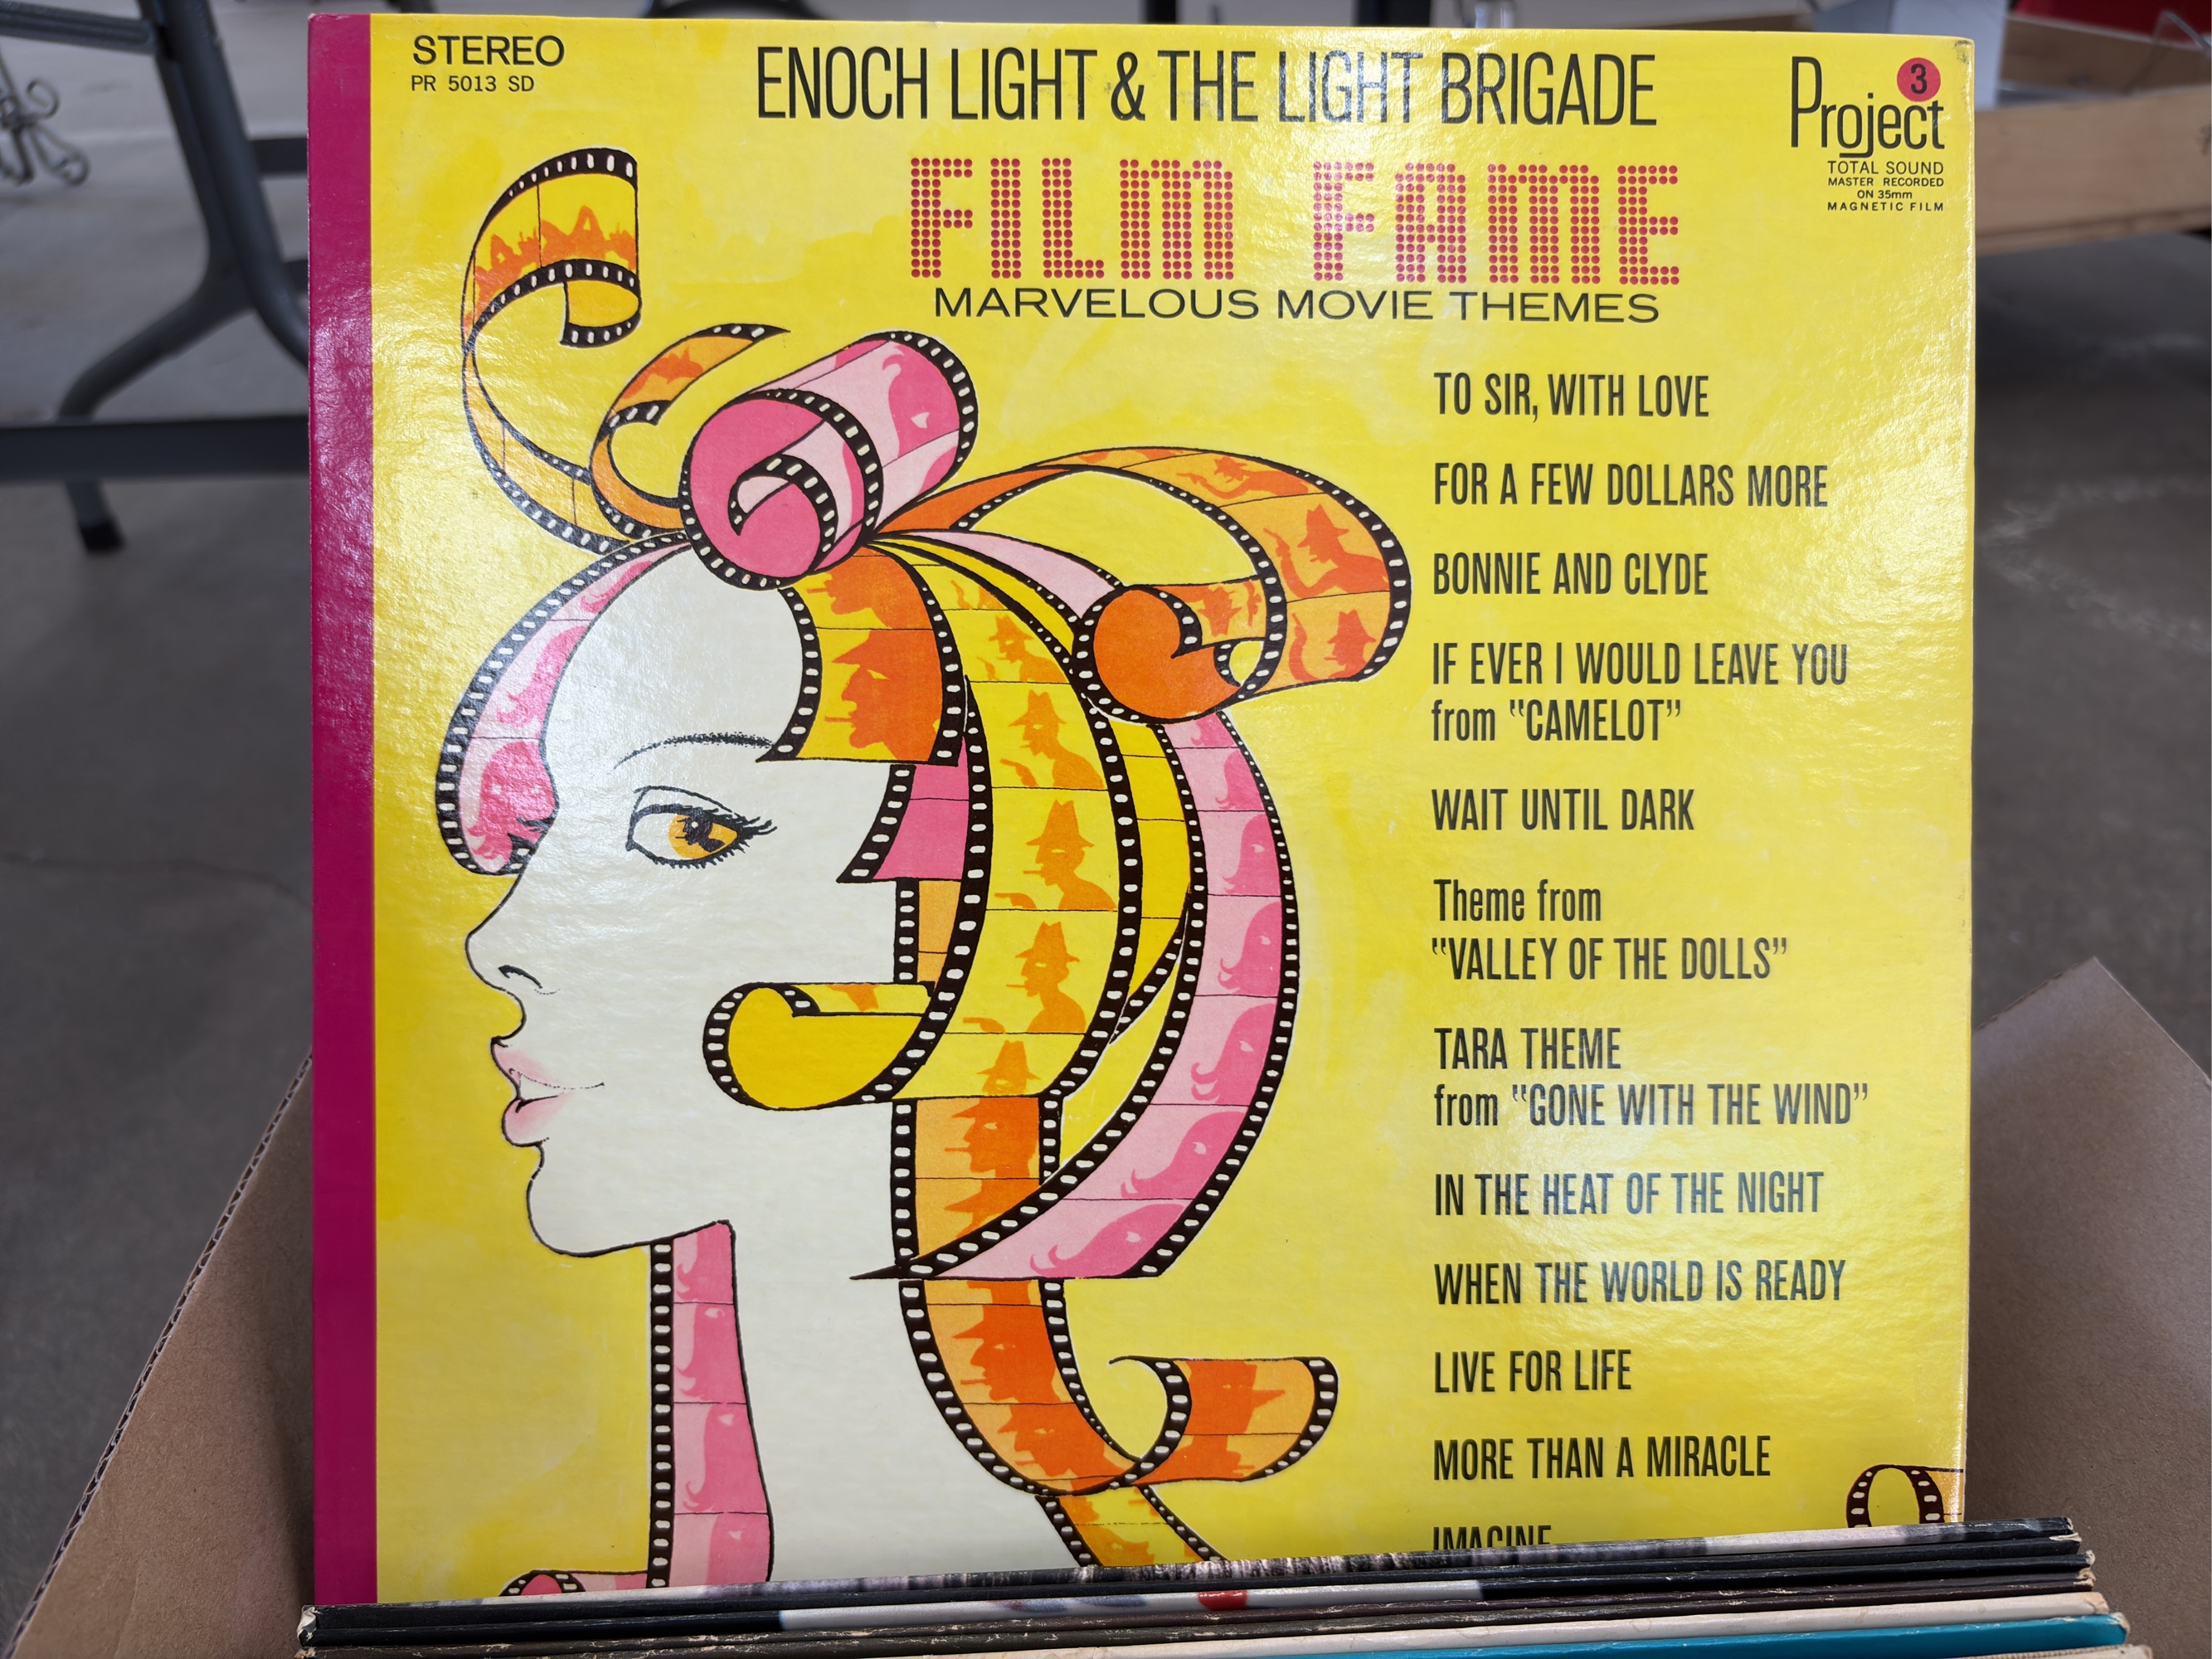 STEREO
PR 5013 SD
ENOCH LIGHT & THE LIGHT BRIGADE
3
Project
TOTAL SOUND
MASTER RECORDED
ON 35mm
MAGNETIC FILM
FILM FAME
MARVELOUS MOVIE THEMES
TO SIR, WITH LOVE
FOR A FEW DOLLARS MORE
BONNIE AND CLYDE
IF EVER I WOULD LEAVE YOU
from "CAMELOT"
WAIT UNTIL DARK
Theme from
"VALLEY OF THE DOLLS"
TARA THEME
from "GONE WITH THE WIND"
IN THE HEAT OF THE NIGHT
WHEN THE WORLD IS READY
LIVE FOR LIFE
MORE THAN A MIRACLE
IMAGINE